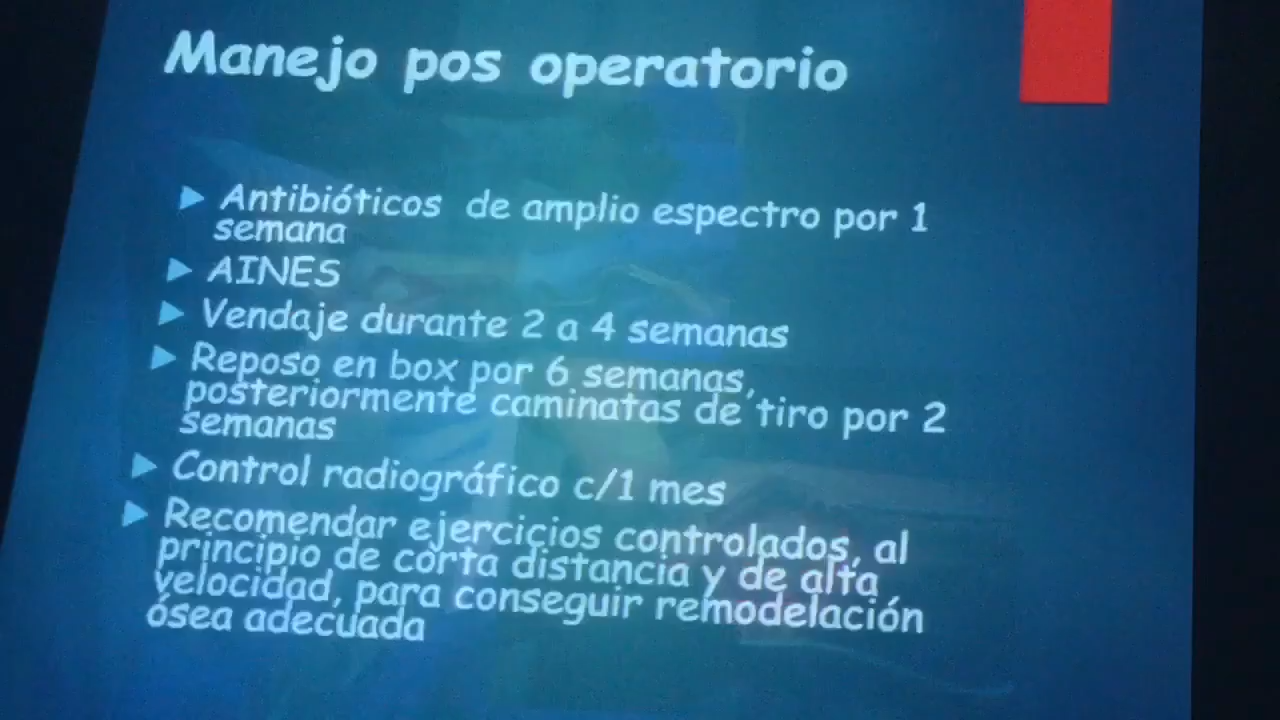 Manejo pos operatorio
Antibióticos de amplio espectro por 1
semana
AINES
Vendaje durante 2 a 4 semanas
Reposo en box por 6 semanas,
posteriormente caminatas de tiro por 2
semanas
Control radiográfico c/1 mes
Recomendar ejercicios controlados, al
principio de corta distancia y de alta
velocidad, para conseguir remodelación
ósea adecuada